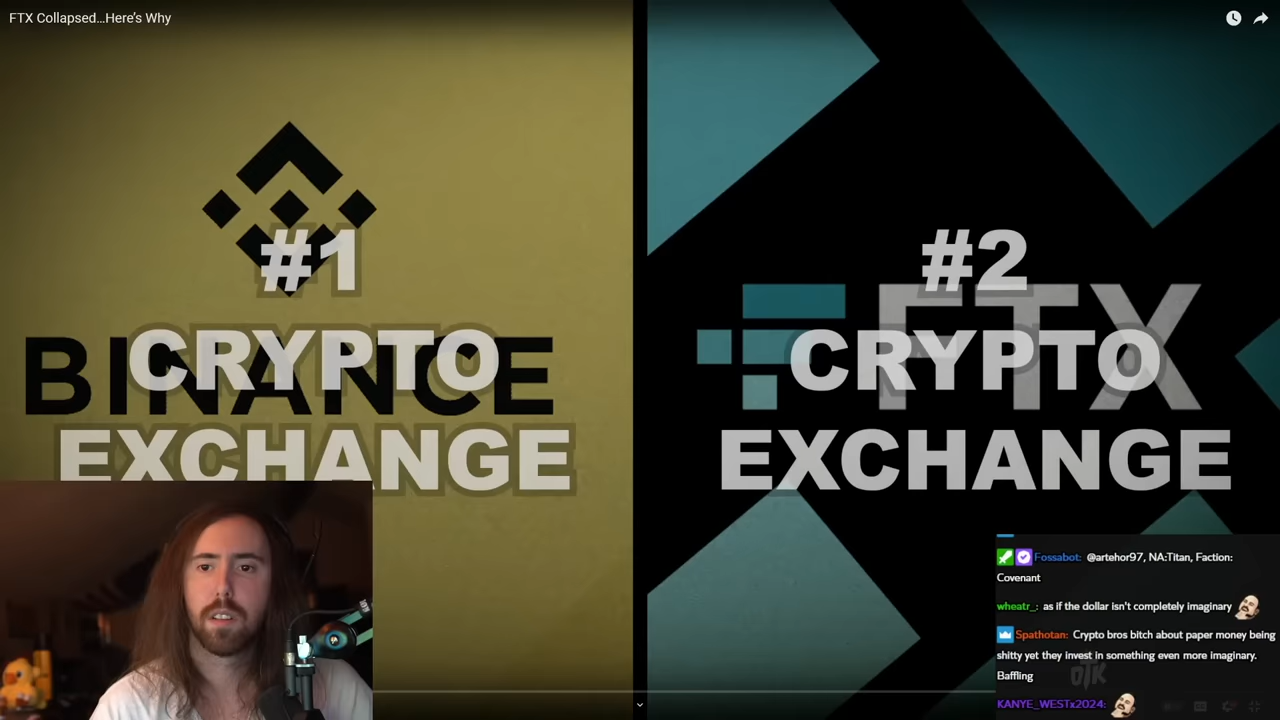 FTX Collapsed...Here's Why
#1
CRYPTO
BINANCE
EXCHANGE
#2
FTX
CRYPTO
EXCHANGE
Fossabot: @artehor97, NA:Titan, Faction:
Covenant
wheatr_: as if the dollar isn't completely imaginary
Spathotan: Crypto bros bitch about paper money being
shitty yet they invest in something even more imaginary.
Baffling
OTK
KANYE_WESTx2024: